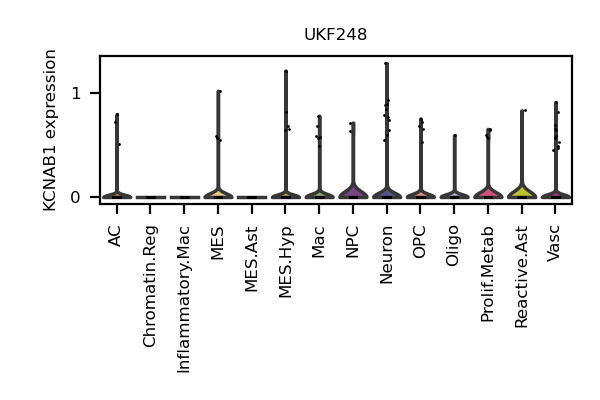 UKF248
KCNAB1 expression
1
0
AC
Chromatin.Reg
Inflammatory.Mac
MES
MES.Ast
MES.Hyp
Mac
NPC
Neuron
OPC
Oligo
Prolif.Metab
Reactive.Ast
Vasc